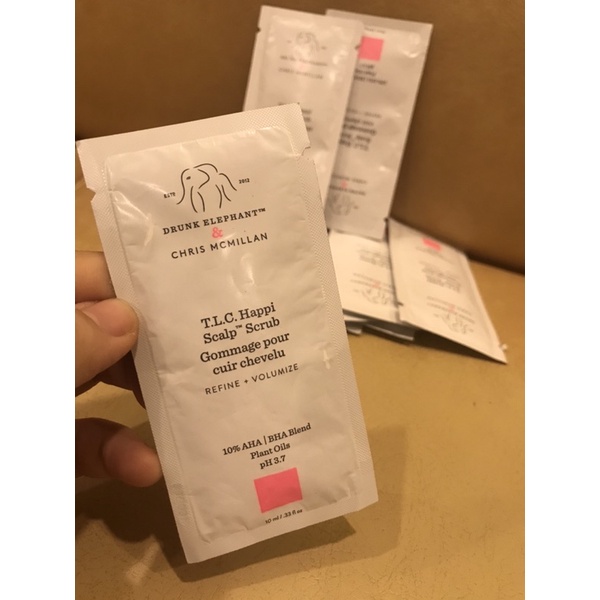 ESTD 2012
DRUNK ELEPHANT™
&
CHRIS MCMILLAN
T.L.C. Happi
Scalp™ Scrub
Gommage pour
cuir chevelu
REFINE + VOLUMIZE
10% AHA | BHA Blend
Plant Oils
pH 3.7
10 ml / .33 fl oz